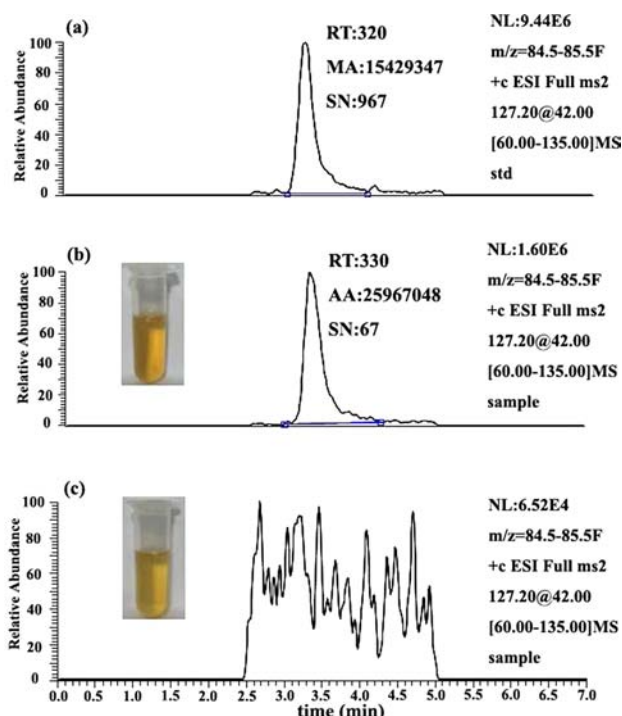 (a)
RT:320
MA:15429347
SN:967
NL:9.44E6
m/z=84.5-85.5F
+c ESI Full ms2
127.20@42.00
[60.00-135.00]MS
std
Relative Abundance
100
80
60
40
20
0
(b)
RT:330
AA:25967048
SN:67
NL:1.60E6
m/z=84.5-85.5F
+c ESI Full ms2
127.20@42.00
[60.00-135.00]MS
sample
Relative Abundance
100
80
60
40
20
0
(c)
NL:6.52E4
m/z=84.5-85.5F
+c ESI Full ms2
127.20@42.00
[60.00-135.00]MS
sample
Relative Abundance
100
80
60
40
20
0
0.0 0.5 1.0 1.5 2.0 2.5 3.0 3.5 4.0 4.5 5.0 5.5 6.0 6.5 7.0
time (min)